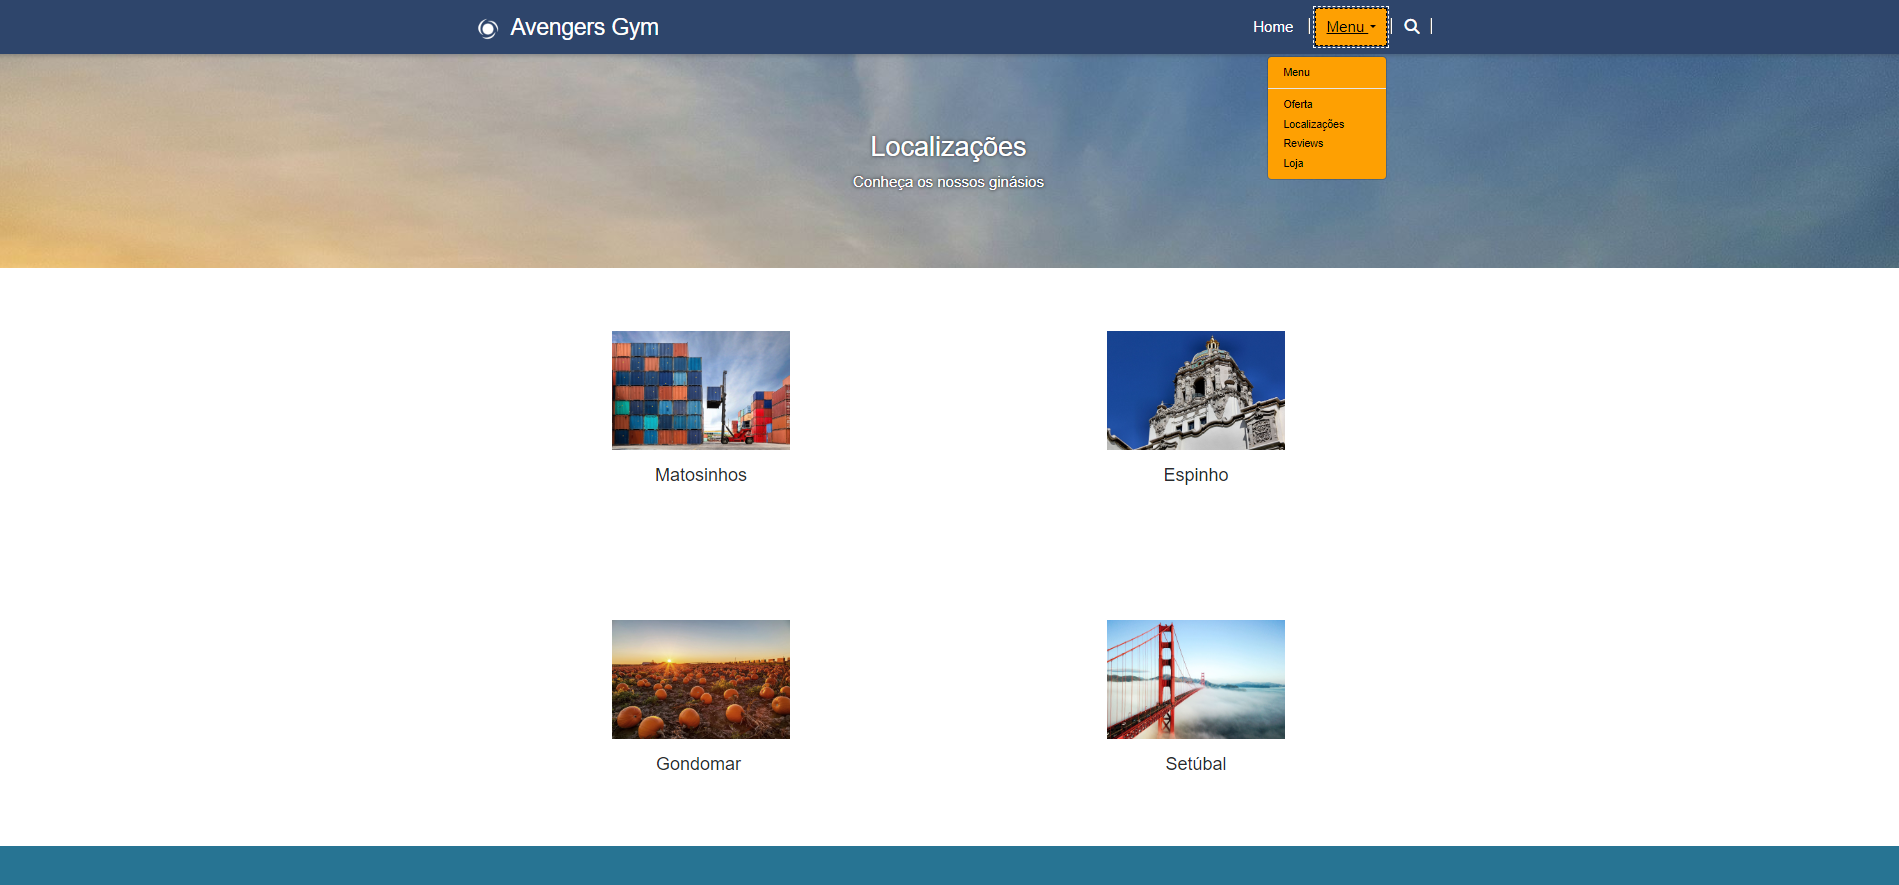 Avengers Gym
Home
Menu
Menu
Oferta
Localizações
Reviews
Loja
Localizações
Conheça os nossos ginásios
Matosinhos
Espinho
Gondomar
Setúbal